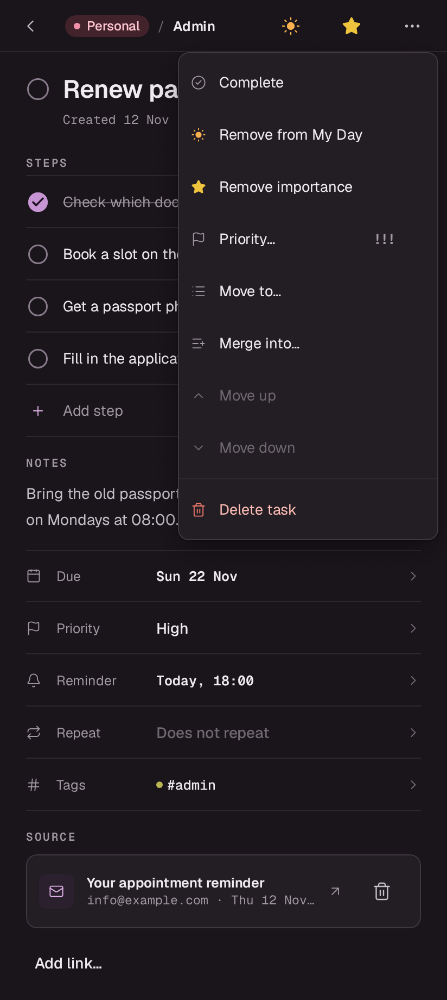 Personal / Admin
Complete
Renew pa
Remove from My Day
Created 12 Nov
STEPS
Remove importance
Check which doc
Priority… !!!
Book a slot on the
Move to…
Get a passport ph
Merge into…
Fill in the applica
Move up
Add step
Move down
NOTES
Bring the old passport
Delete task
on Mondays at 08:00.
Due Sun 22 Nov
Priority High
Reminder Today, 18:00
Repeat Does not repeat
Tags #admin
SOURCE
Your appointment reminder
info@example.com · Thu 12 Nov…
Add link…